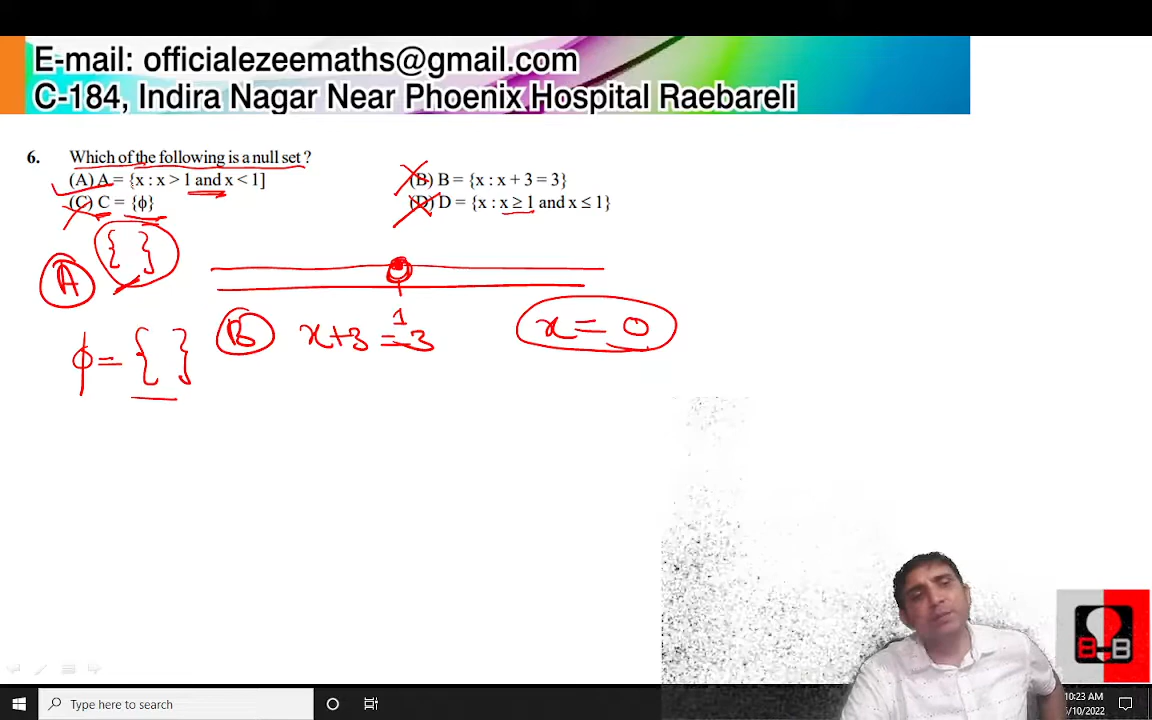 E-mail: officialezeemaths@gmail.com
C-184, Indira Nagar Near Phoenix Hospital Raebareli
6. Which of the following is a null set ?
(A) A = {x : x > 1 and x < 1] (B) B = {x : x + 3 = 3}
(C) C = {ϕ} (D) D = {x : x ≥ 1 and x ≤ 1}
{ }
A
1
ϕ = { } B x+3 = 3 x = 0
B B
Type here to search
10:23 AM
/10/2022